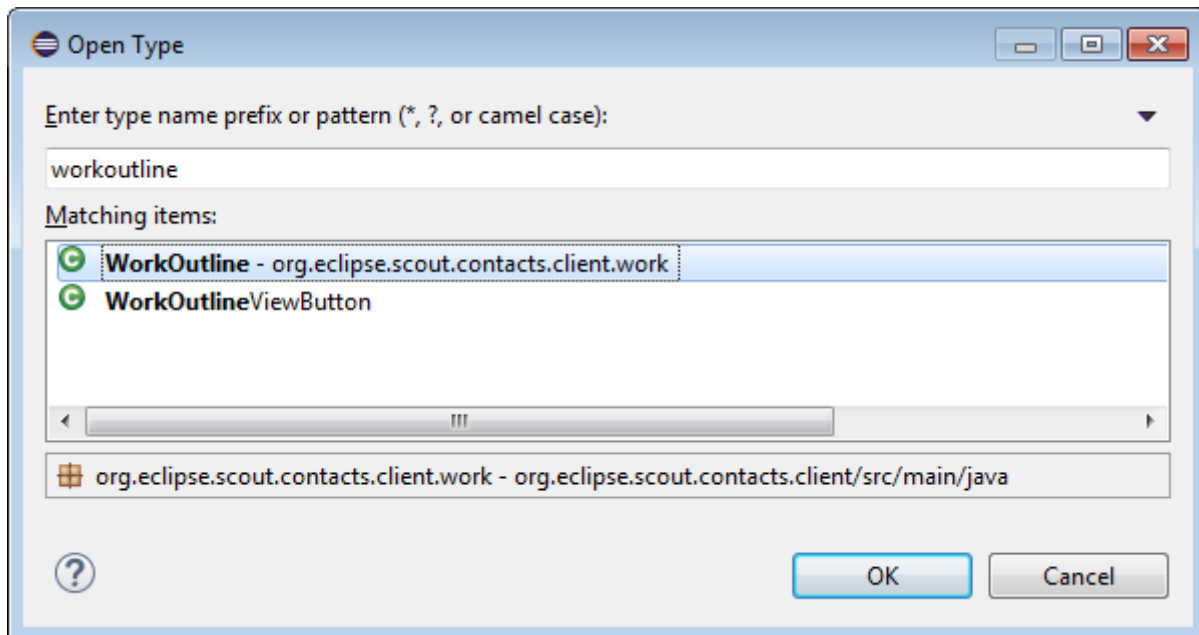 Open Type
Enter type name prefix or pattern (*, ?, or camel case):
workoutline
Matching items:
WorkOutline - org.eclipse.scout.contacts.client.work
WorkOutlineViewButton
org.eclipse.scout.contacts.client.work - org.eclipse.scout.contacts.client/src/main/java
?
OK
Cancel